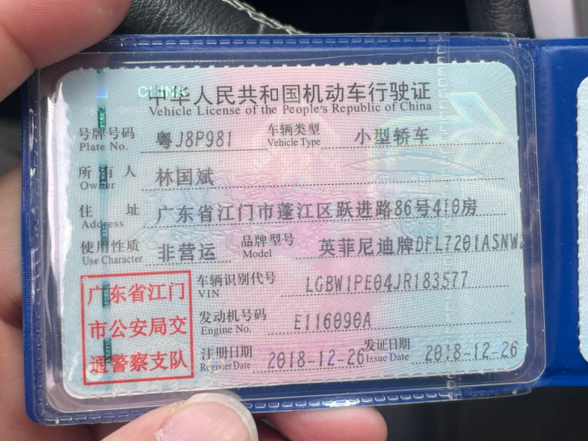 中华人民共和国机动车行驶证
Vehicle License of the People's Republic of China
号牌号码 粤J8P981 车辆类型 小型轿车
Plate No. Vehicle Type
所有人 林国斌
Owner
住址 广东省江门市蓬江区跃进路86号410房
Address
使用性质 非营运 品牌型号 英菲尼迪牌DFL7201ASNW2
Use Character Model
广东省江门
市公安局交
通警察支队
车辆识别代号 LGBW1PE04JR183577
VIN
发动机号码 E116090A
Engine No.
注册日期 2018-12-26 发证日期 2018-12-26
Register Date Issue Date